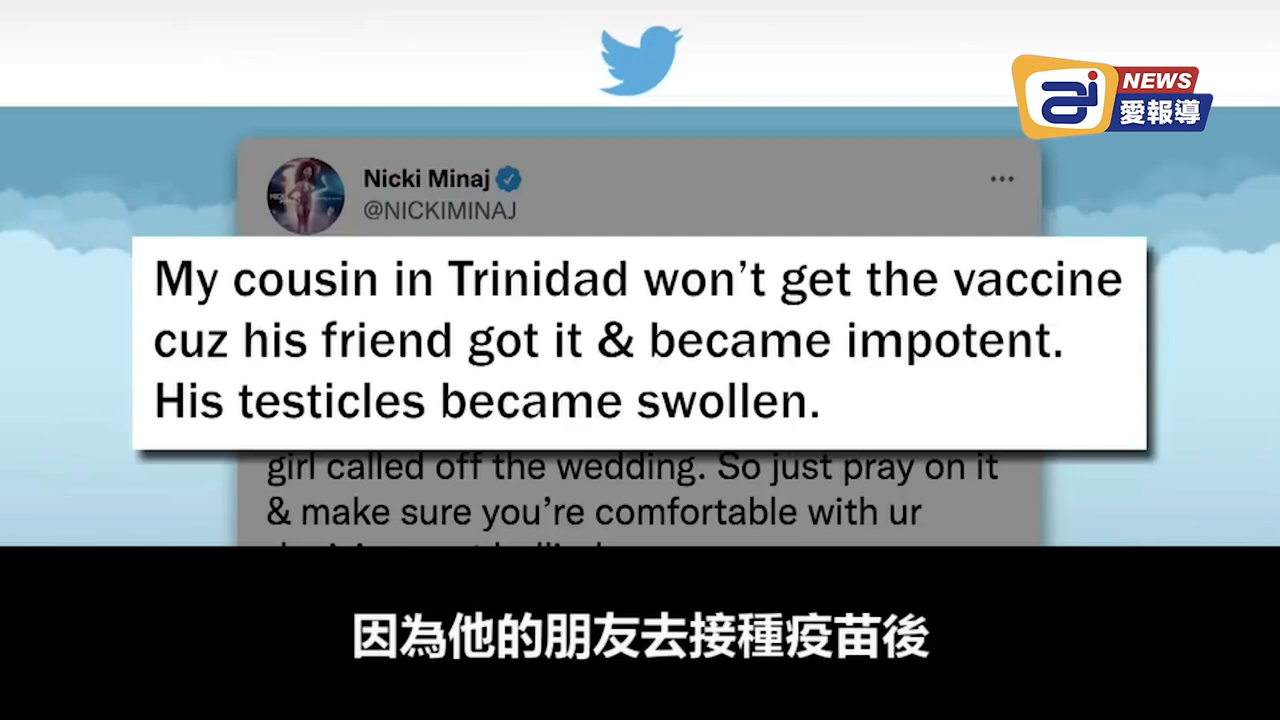 NEWS
愛報導
Nicki Minaj
@NICKIMINAJ
My cousin in Trinidad won’t get the vaccine
cuz his friend got it & became impotent.
His testicles became swollen.
girl called off the wedding. So just pray on it
& make sure you’re comfortable with ur
因為他的朋友去接種疫苗後